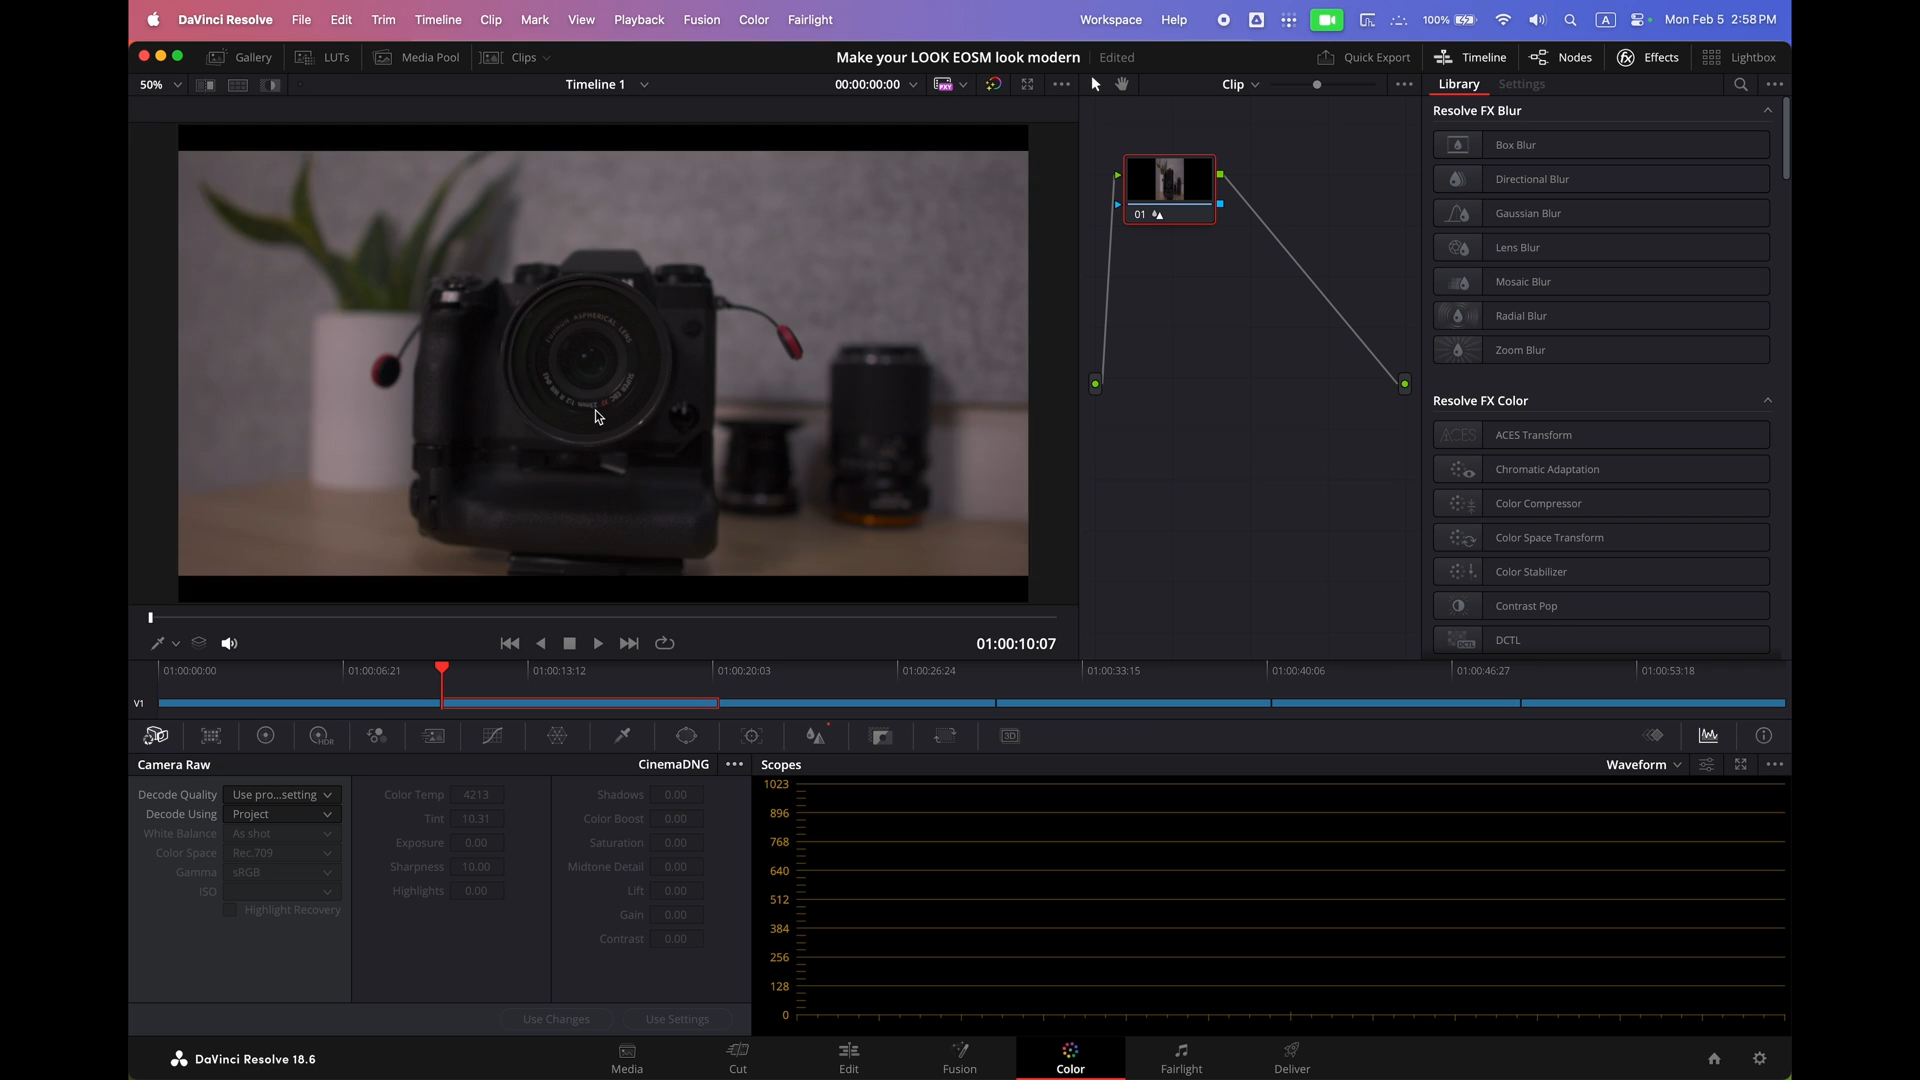 DaVinci Resolve File Edit Trim Timeline Clip Mark View Playback Fusion Color Fairlight Workspace Help 100% A Mon Feb 5 2:58 PM
Gallery LUTs Media Pool Clips Make your LOOK EOSM look modern Edited Quick Export Timeline Nodes Effects Lightbox
50% Timeline 1 00:00:00:00 PXY Clip Library Settings
Resolve FX Blur
Box Blur
Directional Blur
Gaussian Blur
Lens Blur
Mosaic Blur
Radial Blur
Zoom Blur
01
Resolve FX Color
ACES ACES Transform
Chromatic Adaptation
Color Compressor
Color Space Transform
Color Stabilizer
Contrast Pop
DCTL DCTL
01:00:10:07
01:00:00:00 01:00:06:21 01:00:13:12 01:00:20:03 01:00:26:24 01:00:33:15 01:00:40:06 01:00:46:27 01:00:53:18
V1
HDR 3D
Camera Raw CinemaDNG Scopes Waveform
Decode Quality Use pro...setting Color Temp 4213 Shadows 0.00
Decode Using Project Tint 10.31 Color Boost 0.00
White Balance As shot Exposure 0.00 Saturation 0.00
Color Space Rec.709 Sharpness 10.00 Midtone Detail 0.00
Gamma sRGB Highlights 0.00 Lift 0.00
ISO Gain 0.00
Highlight Recovery Contrast 0.00
1023
896
768
640
512
384
256
128
0
Use Changes Use Settings
DaVinci Resolve 18.6 Media Cut Edit Fusion Color Fairlight Deliver